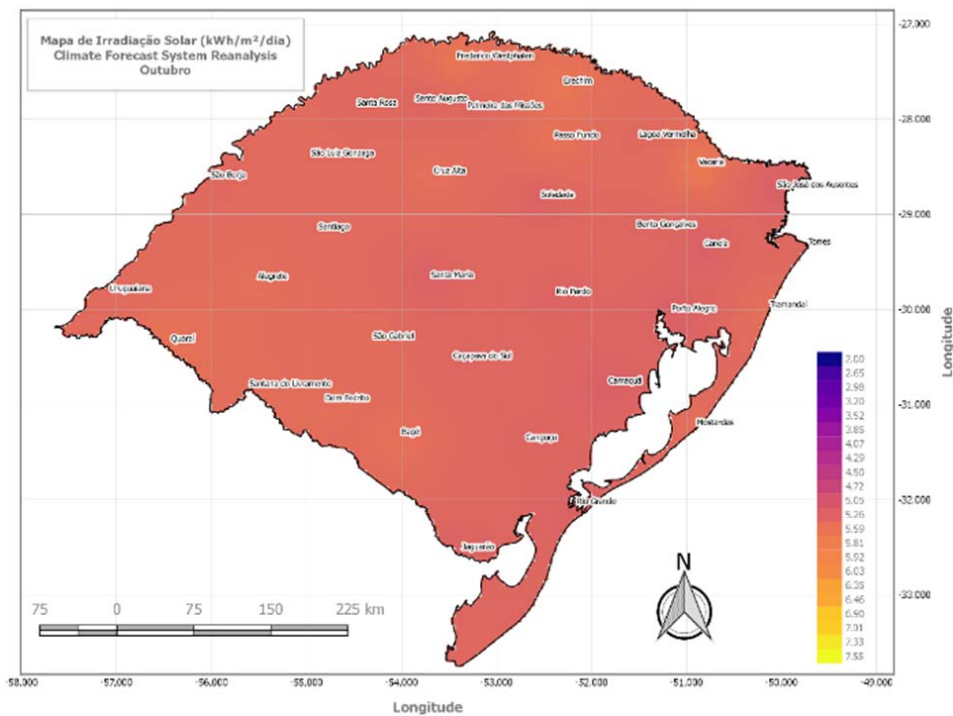 Mapa de Irradiação Solar (kWh/m²/dia)
Climate Forecast System Reanalysis
Outubro
-27.000
Frederico Westphalen
Erechim
Santa Rosa
Santo Augusto
Palmeira das Missões
-28.000
Passo Fundo
Lagoa Vermelha
São Luiz Gonzaga
Vacaria
Cruz Alta
São Borja
São José dos Ausentes
Soledade
-29.000
Santiago
Bento Gonçalves
Canela
Torres
Alegrete
Santa Maria
Uruguaiana
Rio Pardo
Tramandaí
Porto Alegre
-30.000
Quaraí
São Gabriel
Caçapava do Sul
Longitude
Santana do Livramento
Camaquã
Dom Pedrito
-31.000
Mostardas
Bagé
Canguçu
Rio Grande
-32.000
Jaguarão
2.00
2.65
2.98
3.20
3.52
3.85
4.07
4.29
4.50
4.72
5.05
5.26
5.59
5.81
5.92
6.03
6.35
6.46
6.90
7.01
7.33
7.55
N
-33.000
75 0 75 150 225 km
-58.000 -57.000 -56.000 -55.000 -54.000 -53.000 -52.000 -51.000 -50.000 -49.000
Longitude